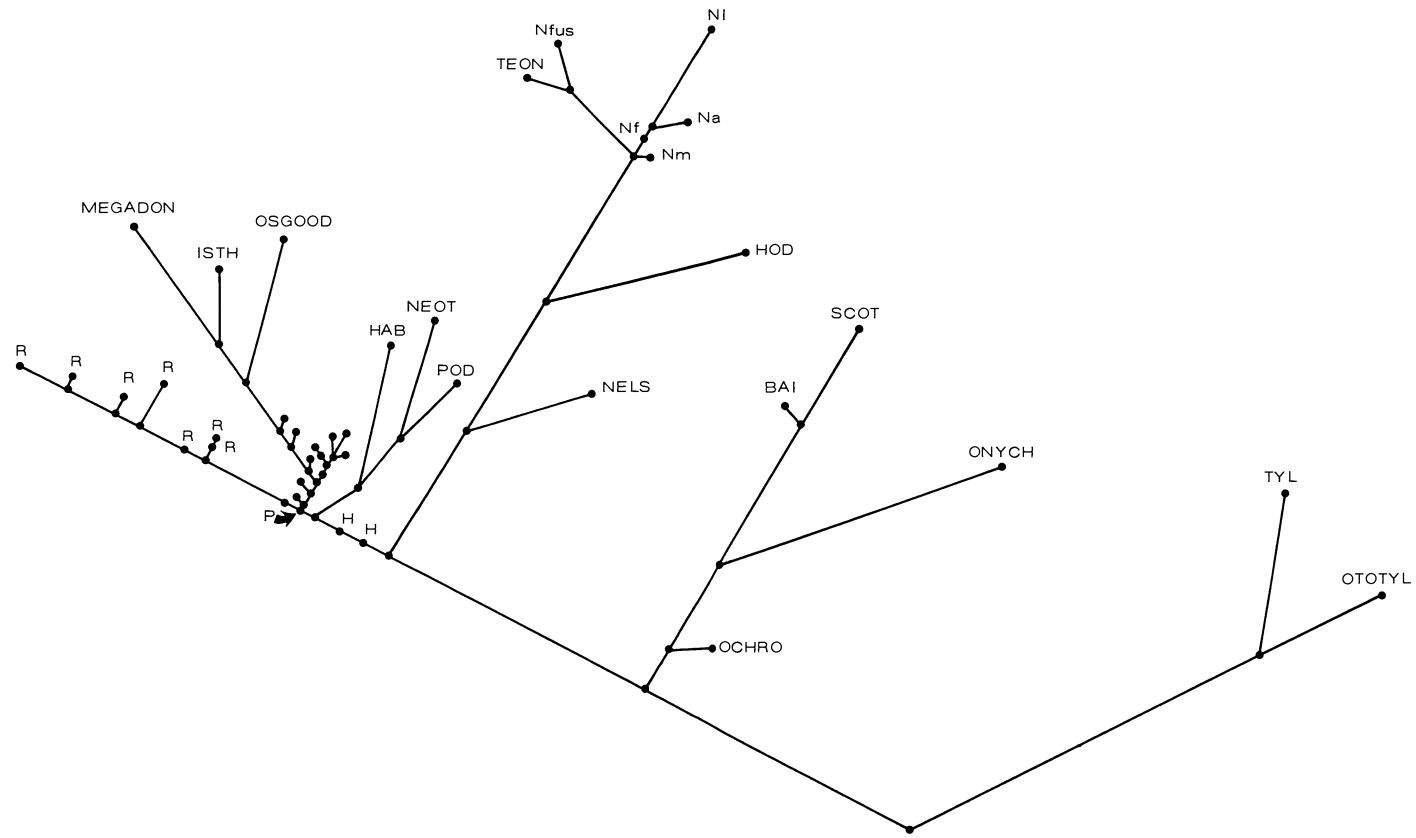 NI
Nfus
TEON
Na
Nf
Nm
MEGADON
OSGOOD
ISTH
HOD
NEOT
SCOT
HAB
R
R
POD
R
R
NELS
BAI
R
R
R
ONYCH
TYL
P
H
H
OTOTYL
OCHRO